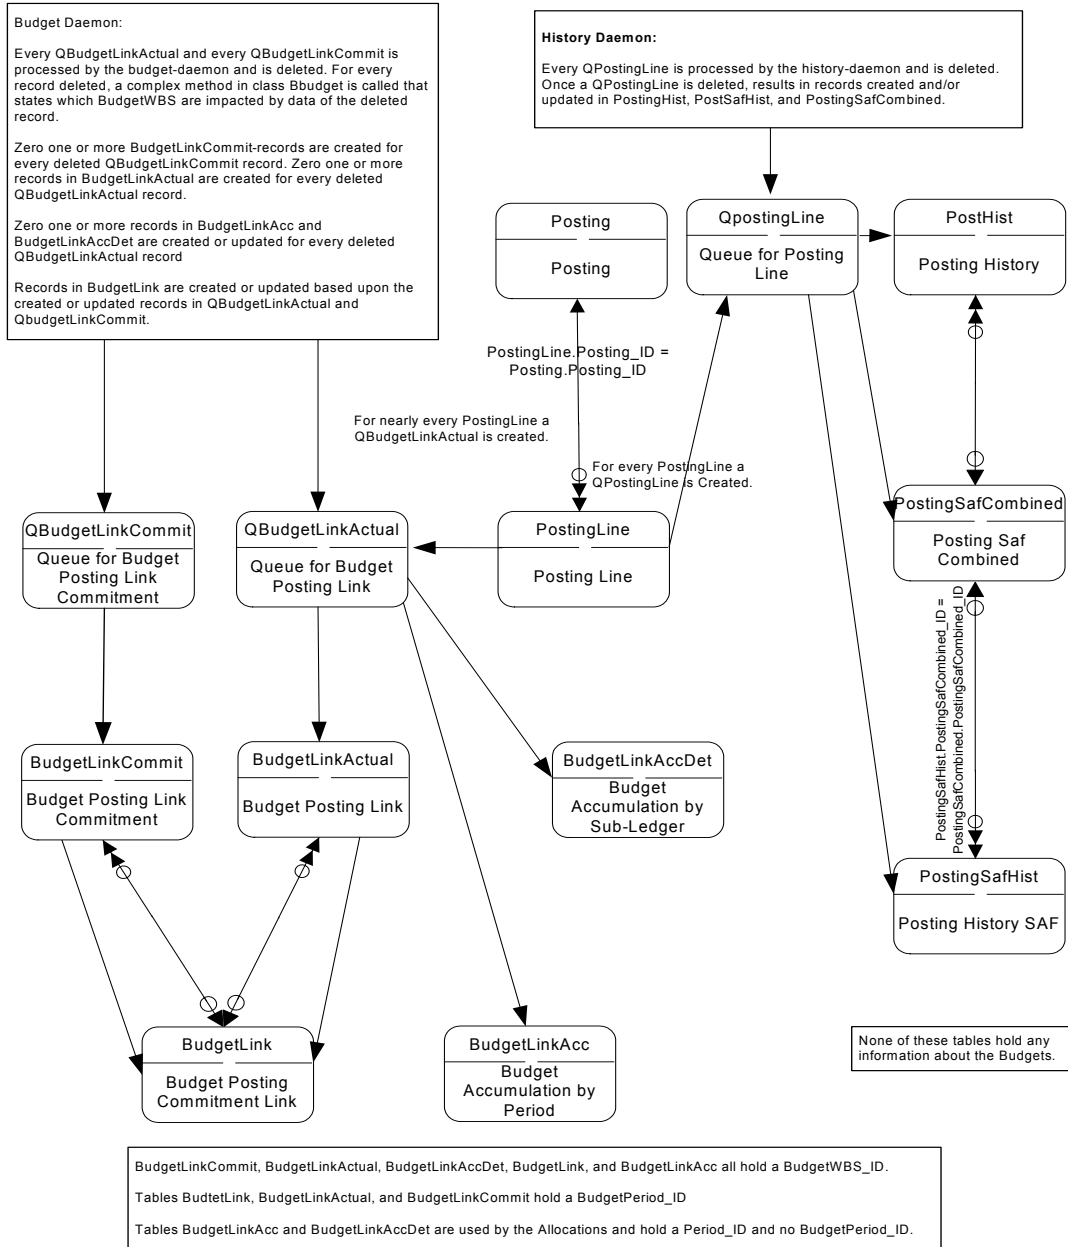 Budget Daemon:
Every QBudgetLinkActual and every QBudgetLinkCommit is
processed by the budget-daemon and is deleted. For every
record deleted, a complex method in class Bbudget is called that
states which BudgetWBS are impacted by data of the deleted
record.
Zero one or more BudgetLinkCommit-records are created for
every deleted QBudgetLinkCommit record. Zero one or more
records in BudgetLinkActual are created for every deleted
QBudgetLinkActual record.
Zero one or more records in BudgetLinkAcc and
BudgetLinkAccDet are created or updated for every deleted
QBudgetLinkActual record
Records in BudgetLink are created or updated based upon the
created or updated records in QBudgetLinkActual and
QbudgetLinkCommit.
History Daemon:
Every QPostingLine is processed by the history-daemon and is deleted.
Once a QPostingLine is deleted, results in records created and/or
updated in PostingHist, PostSafHist, and PostingSafCombined.
Posting
Posting
QpostingLine
Queue for Posting
Line
PostHist
Posting History
PostingLine.Posting_ID =
Posting.Posting_ID
For nearly every PostingLine a
QBudgetLinkActual is created.
For every PostingLine a
QPostingLine is Created.
QBudgetLinkCommit
Queue for Budget
Posting Link
Commitment
QBudgetLinkActual
Queue for Budget
Posting Link
PostingLine
Posting Line
PostingSafCombined
Posting Saf
Combined
PostingSafHist.PostingSafCombined_ID =
PostingSafCombined.PostingSafCombined_ID
BudgetLinkCommit
Budget Posting Link
Commitment
BudgetLinkActual
Budget Posting Link
BudgetLinkAccDet
Budget
Accumulation by
Sub-Ledger
PostingSafHist
Posting History SAF
BudgetLink
Budget Posting
Commitment Link
BudgetLinkAcc
Budget
Accumulation by
Period
None of these tables hold any
information about the Budgets.
BudgetLinkCommit, BudgetLinkActual, BudgetLinkAccDet, BudgetLink, and BudgetLinkAcc all hold a BudgetWBS_ID.
Tables BudtetLink, BudgetLinkActual, and BudgetLinkCommit hold a BudgetPeriod_ID
Tables BudgetLinkAcc and BudgetLinkAccDet are used by the Allocations and hold a Period_ID and no BudgetPeriod_ID.